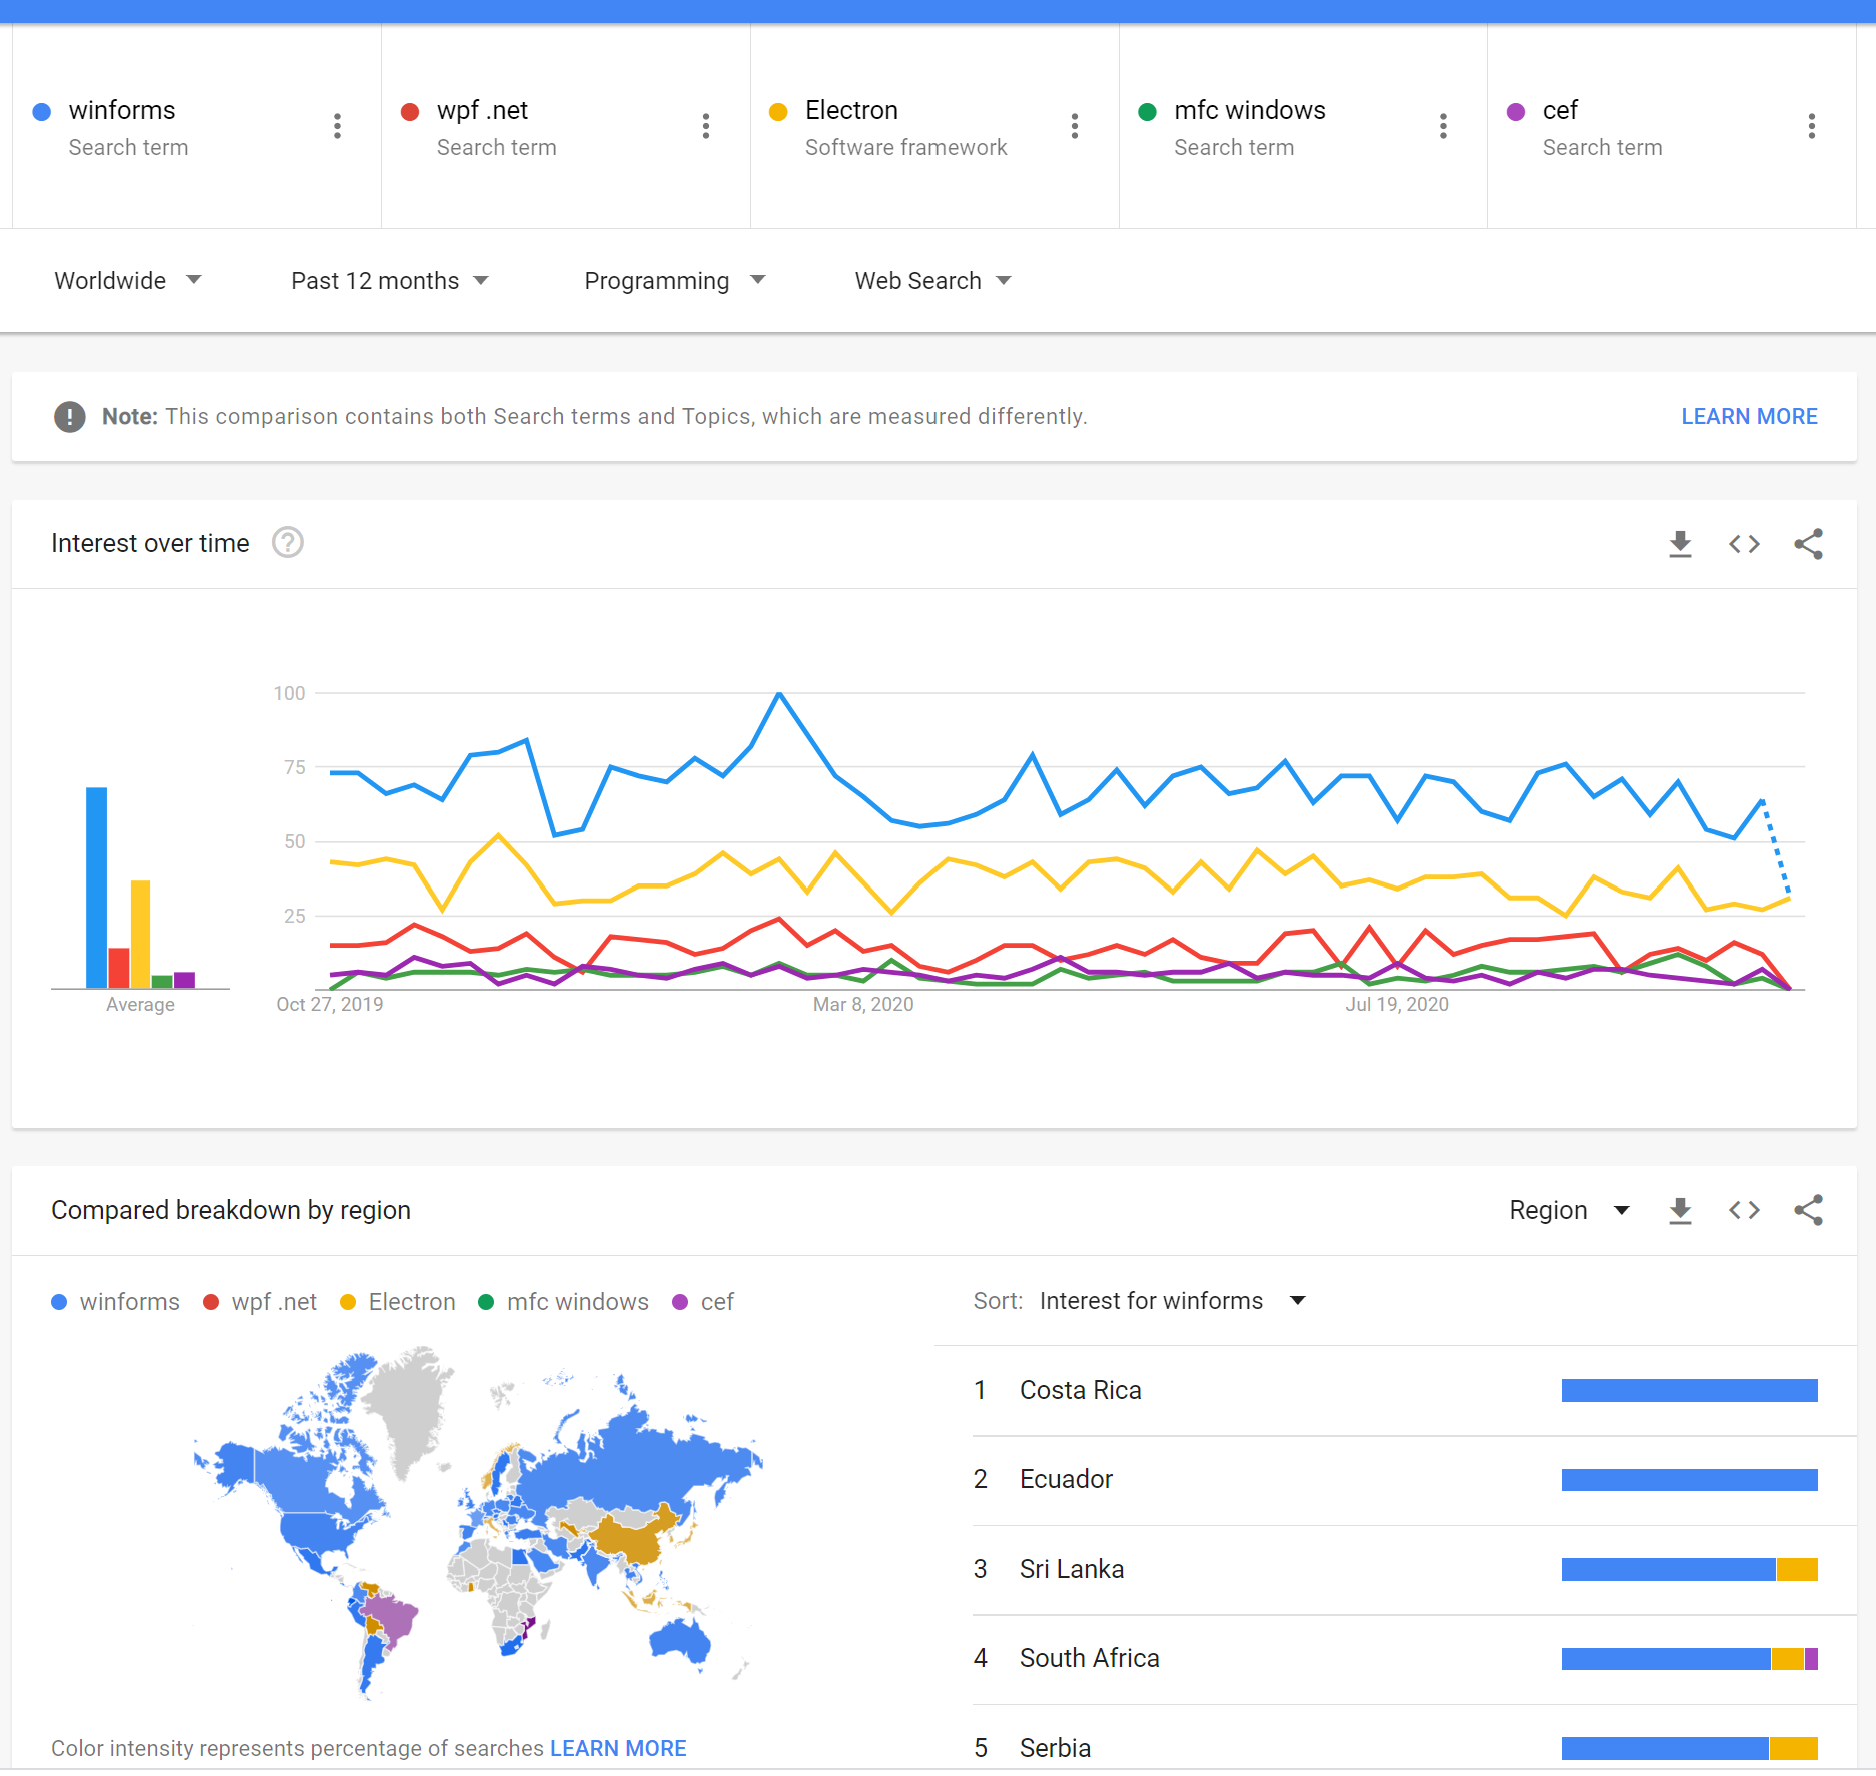 winforms
Search term
wpf .net
Search term
Electron
Software framework
mfc windows
Search term
cef
Search term
Worldwide
Past 12 months
Programming
Web Search
Note: This comparison contains both Search terms and Topics, which are measured differently.
LEARN MORE
Interest over time
100
75
50
25
Average
Oct 27, 2019
Mar 8, 2020
Jul 19, 2020
Compared breakdown by region
Region
winforms
wpf .net
Electron
mfc windows
cef
Sort: Interest for winforms
1 Costa Rica
2 Ecuador
3 Sri Lanka
4 South Africa
5 Serbia
Color intensity represents percentage of searches LEARN MORE